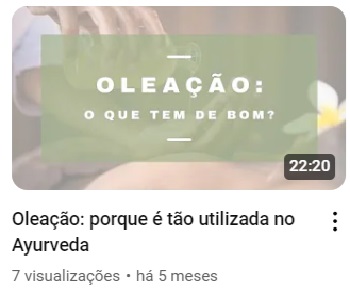 OLEAÇÃO:
O QUE TEM DE BOM?
22:20
Oleação: porque é tão utilizada no
Ayurveda
7 visualizações • há 5 meses